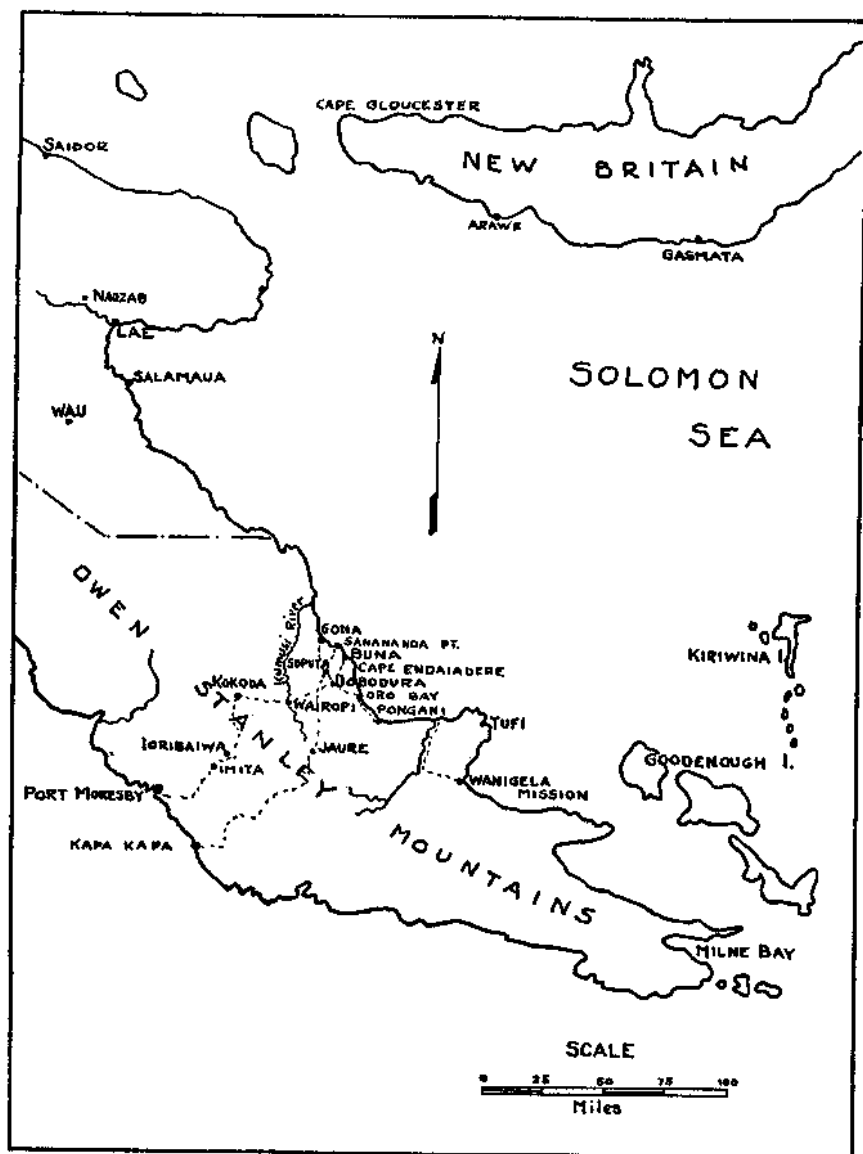 CAPE GLOUCESTER
SAIDOR
NEW BRITAIN
ARAWE
GASMATA
NADZAB
LAE
N
SALAMAUA
SOLOMON
SEA
WAU
OWEN
STANLEY
MOUNTAINS
Kumusi River
GONA
SANANANDA PT.
BUNA
SOPUTA
CAPE ENDAIADERE
DOBODURA
KOKODA
ORO BAY
WAIROPI
PONGANI
TUFI
KIRIWINA I.
IORIBAIWA
JAURE
IMITA
GOODENOUGH I.
PORT MORESBY
WANIGELA
MISSION
KAPA KAPA
MILNE BAY
SCALE
0 25 50 75 100
Miles